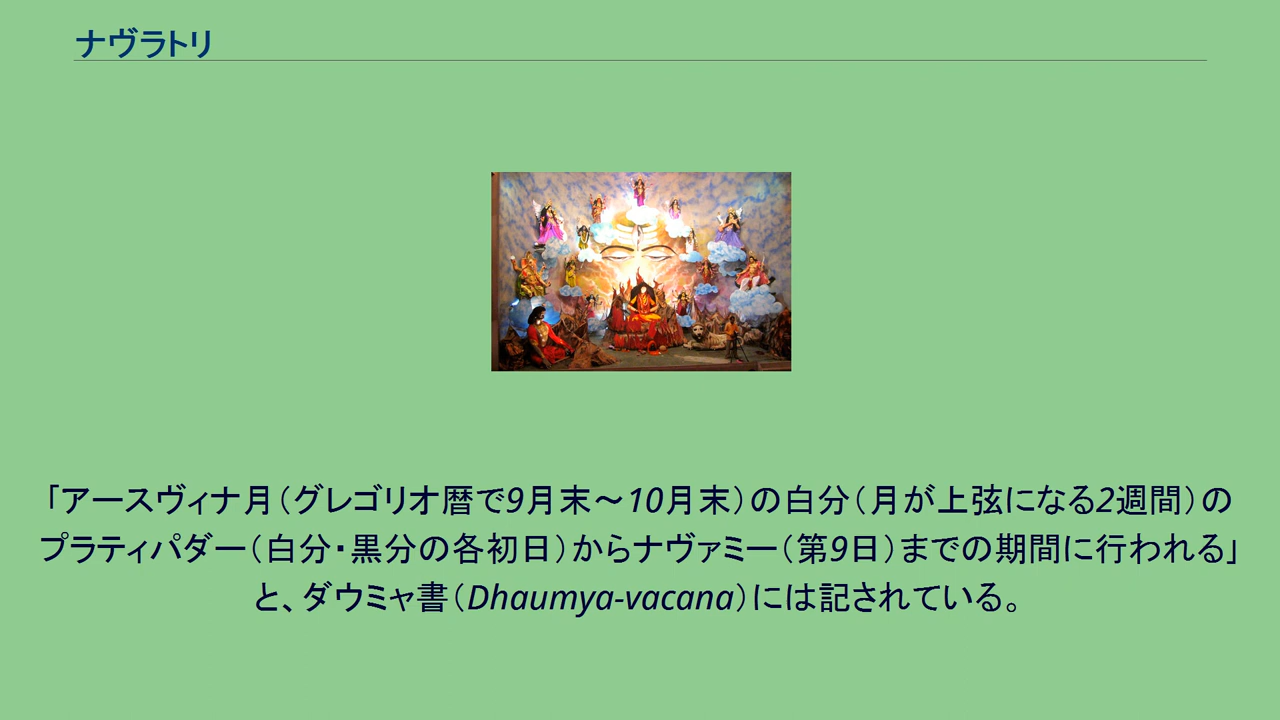 ナヴラトリ
「アースヴィナ月（グレゴリオ暦で9月末～10月末）の白分（月が上弦になる2週間）の
プラティパダー（白分・黒分の各初日）からナヴァミー（第9日）までの期間に行われる」
と、ダウミャ書（Dhaumya-vacana）には記されている。